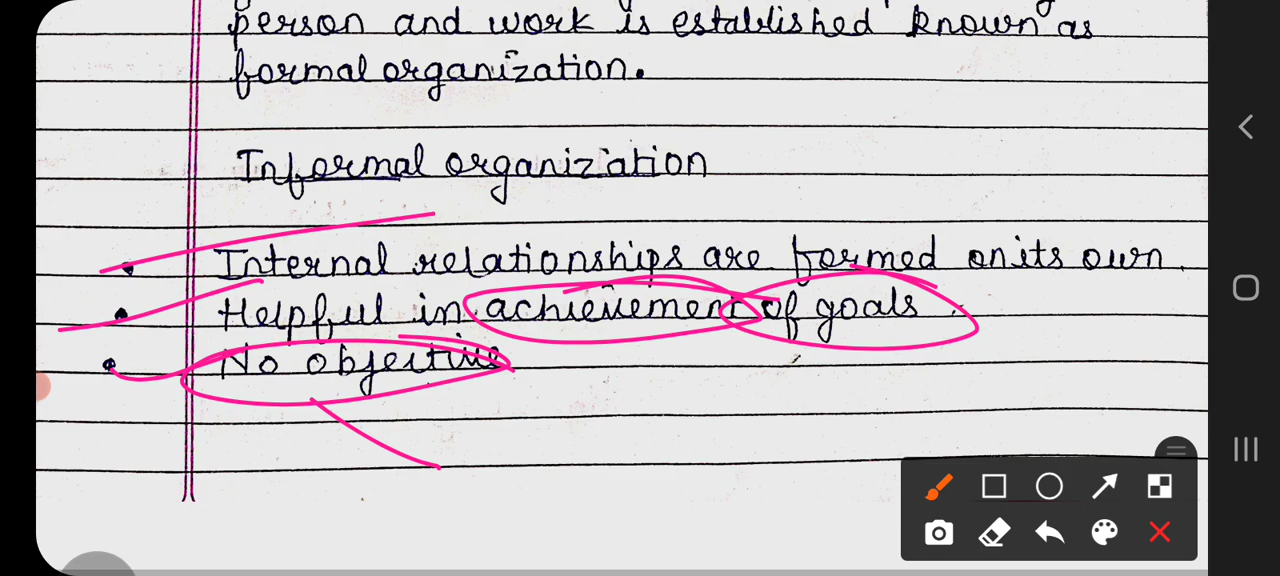 person and work is established known as
formal organization.
Informal organization
Internal relationships are formed on its own.
Helpful in achievement of goals.
No objective